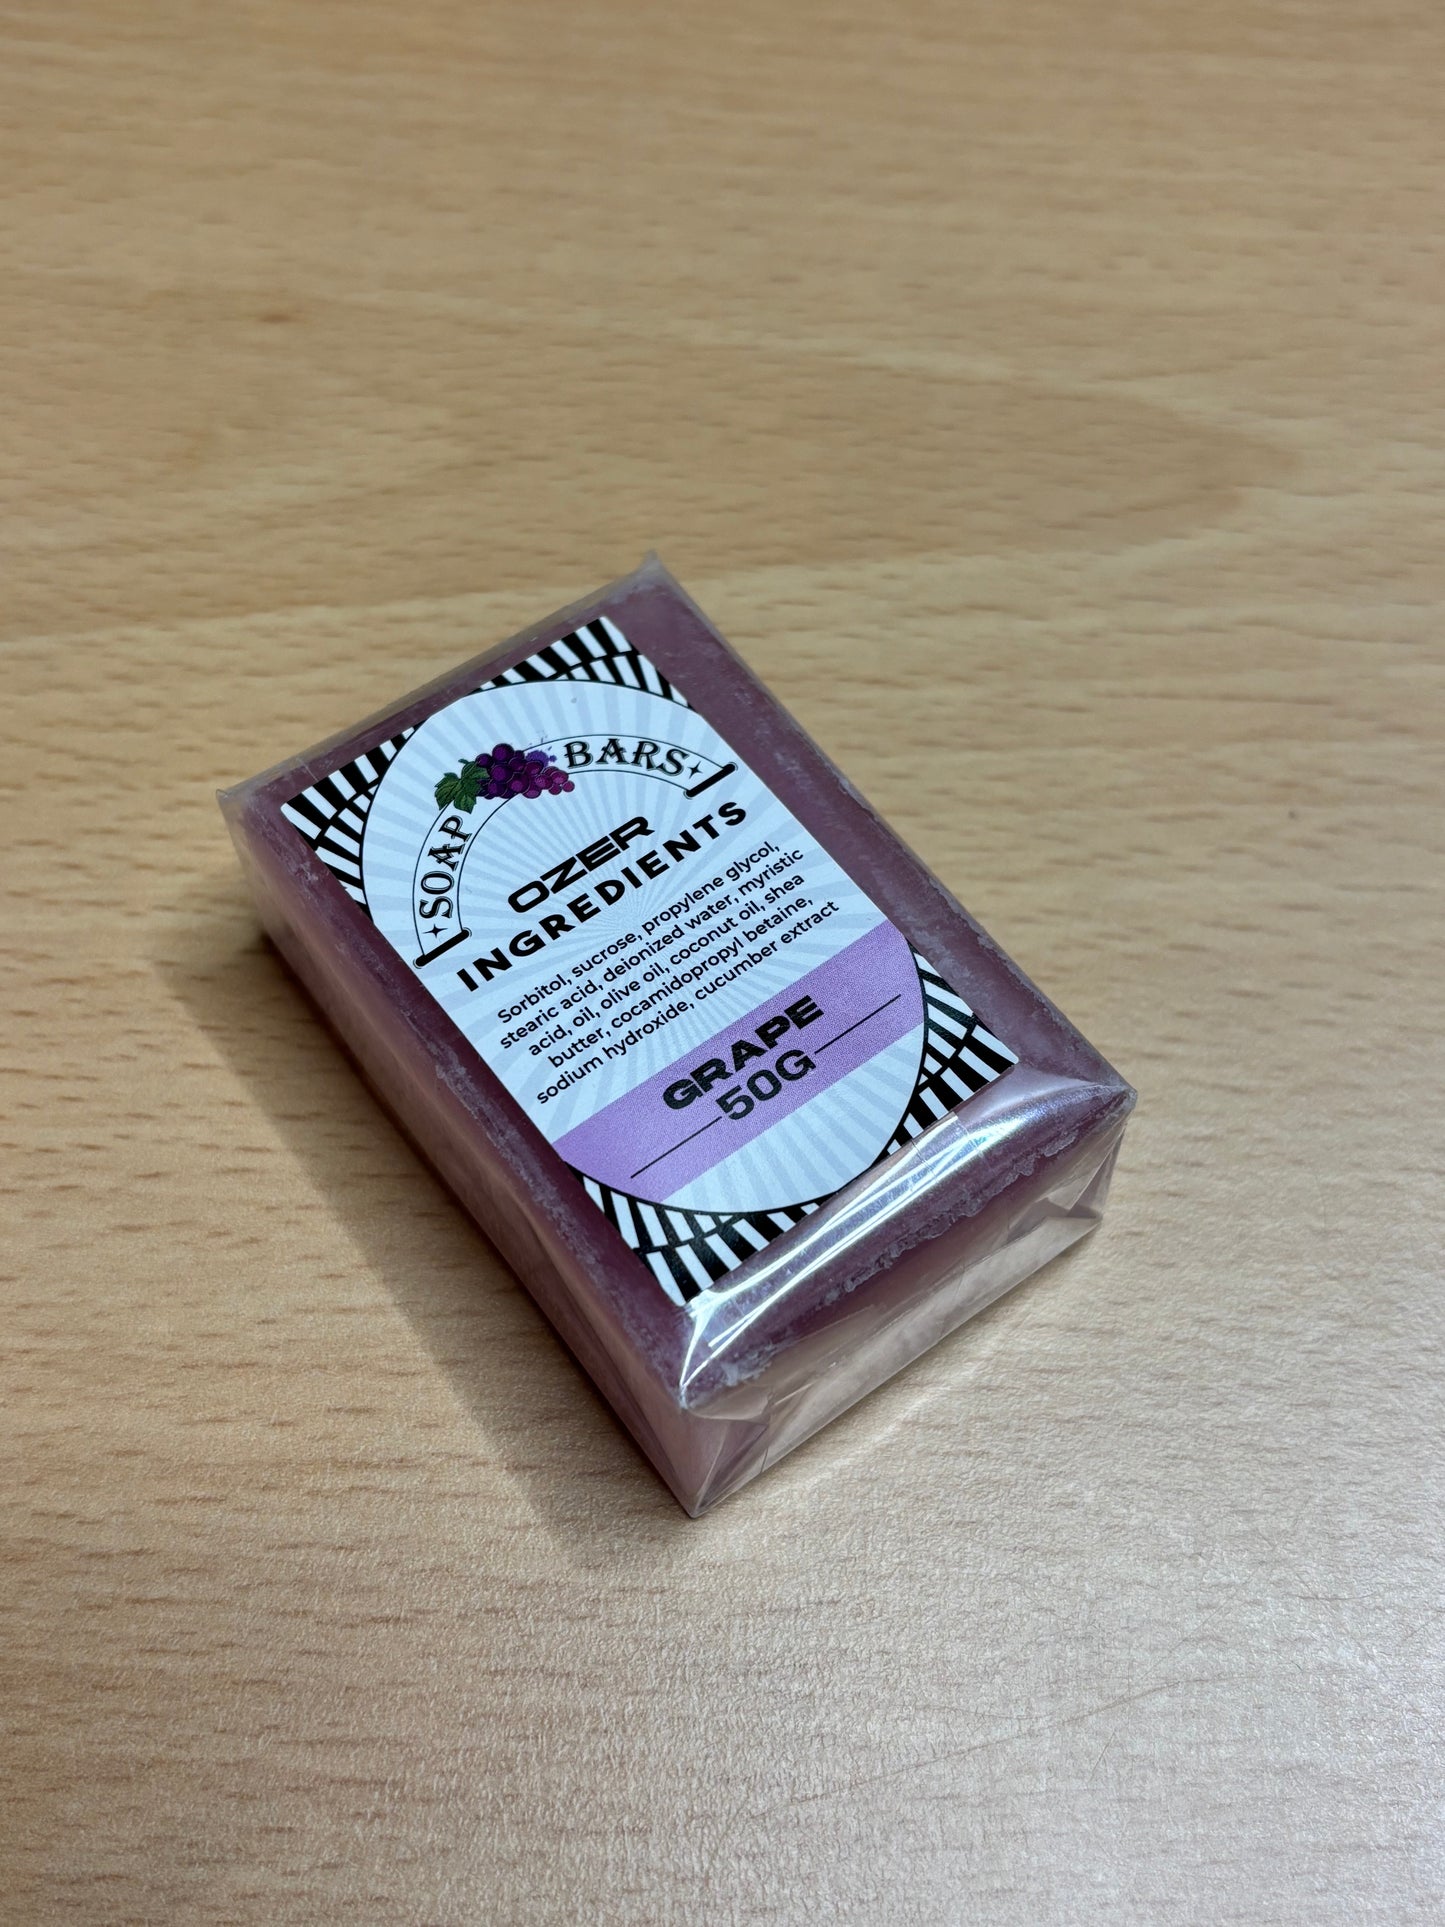 SOAP BARS
OZER
INGREDIENTS
Sorbitol, sucrose, propylene glycol,
stearic acid, deionized water, myristic
acid, oil, olive oil, coconut oil, shea
butter, cocamidopropyl betaine,
sodium hydroxide, cucumber extract
GRAPE
50G